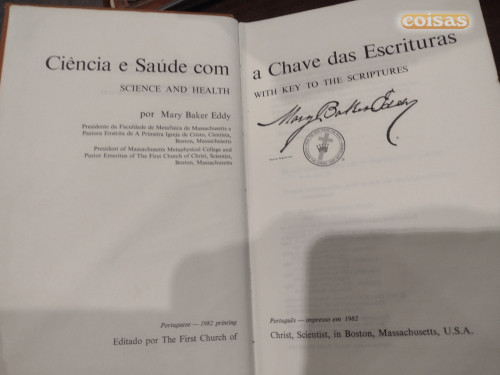 coisas
Ciência e Saúde com
SCIENCE AND HEALTH
por Mary Baker Eddy
Presidente da Faculdade de Metafísica de Massachusetts e
Pastora Emérita de A Primeira Igreja de Cristo, Cientista,
Boston, Massachusetts
President of Massachusetts Metaphysical College and
Pastor Emeritus of The First Church of Christ, Scientist,
Boston, Massachusetts
Portuguese — 1982 printing
Editado por The First Church of
a Chave das Escrituras
WITH KEY TO THE SCRIPTURES
Mary Baker Eddy
Português — impresso em 1982
Christ, Scientist, in Boston, Massachusetts, U.S.A.